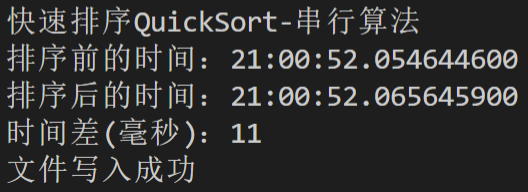 快速排序QuickSort-串行算法
排序前的时间：21:00:52.054644600
排序后的时间：21:00:52.065645900
时间差(毫秒)：11
文件写入成功